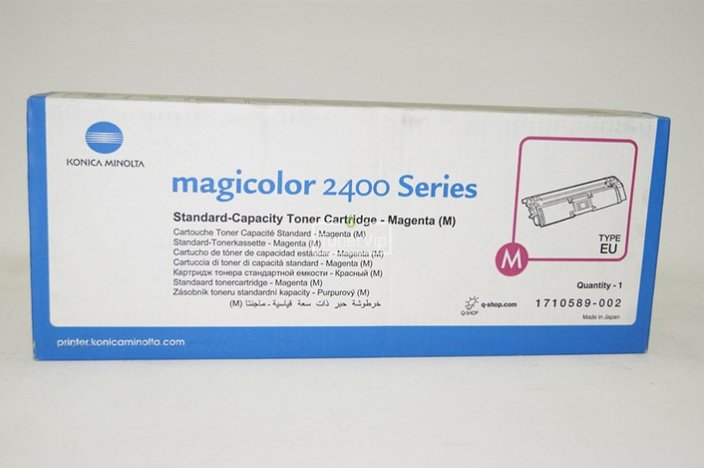 KONICA MINOLTA
magicolor 2400 Series
Standard-Capacity Toner Cartridge - Magenta (M)
Cartouche Toner Capacité Standard - Magenta (M)
Standard-Tonerkassette - Magenta (M)
Cartucho de tóner de capacidad estándar - Magenta (M)
Cartuccia di toner di capacità standard - Magenta (M)
Картридж тонера стандартной емкости - Красный (M)
Standaard tonercartridge - Magenta (M)
Zásobník toneru standardní kapacity - Purpurový (M)
خرطوشة حبر ذات سعة قياسية - ماجنتا (M)
M
TYPE
EU
Quantity - 1
Q-SHOP
q-shop.com
1710589-002
Made in Japan
printer.konicaminolta.com